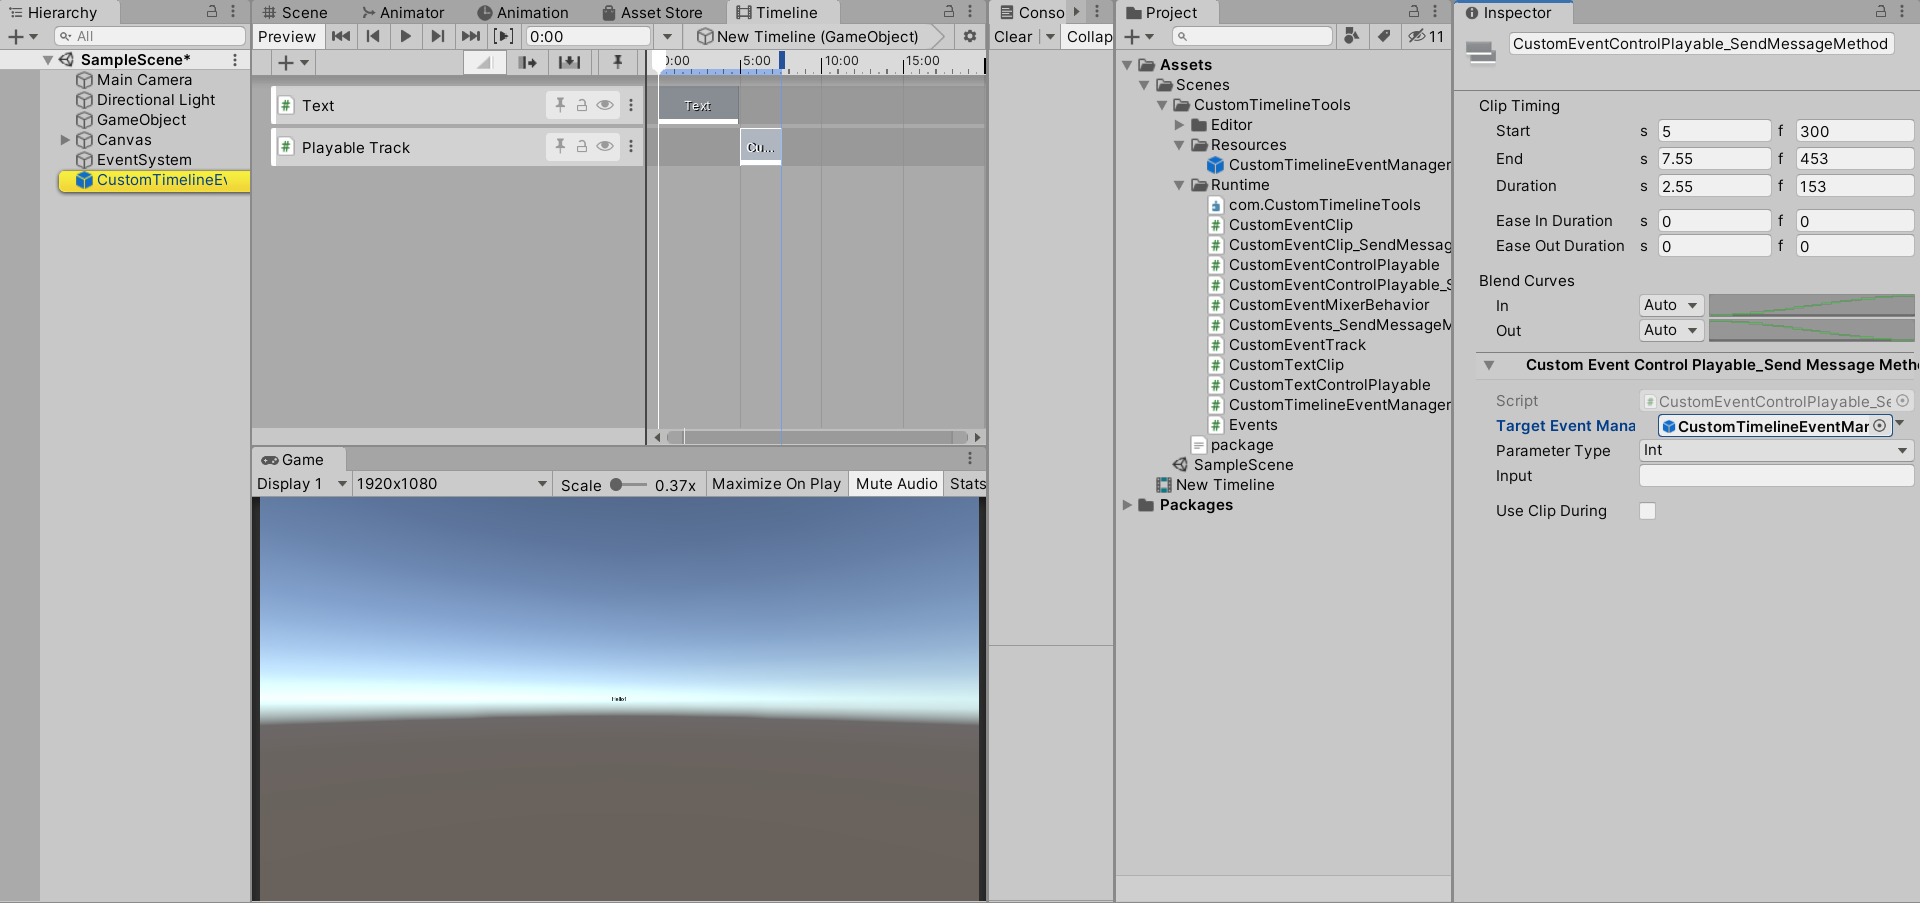 Hierarchy
All
SampleScene*
Main Camera
Directional Light
GameObject
Canvas
EventSystem
CustomTimelineEv
Scene
Animator
Animation
Asset Store
Timeline
Preview
0:00
New Timeline (GameObject)
0:00
5:00
10:00
15:00
Text
Text
Playable Track
Cu...
Game
Display 1
1920x1080
Scale
0.37x
Maximize On Play
Mute Audio
Stats
Hello!
Conso
Clear
Collap
Project
11
Assets
Scenes
CustomTimelineTools
Editor
Resources
CustomTimelineEventManager
Runtime
com.CustomTimelineTools
CustomEventClip
CustomEventClip_SendMessag
CustomEventControlPlayable
CustomEventControlPlayable_S
CustomEventMixerBehavior
CustomEvents_SendMessageM
CustomEventTrack
CustomTextClip
CustomTextControlPlayable
CustomTimelineEventManager
Events
package
SampleScene
New Timeline
Packages
Inspector
CustomEventControlPlayable_SendMessageMethod
Clip Timing
Start s 5 f 300
End s 7.55 f 453
Duration s 2.55 f 153
Ease In Duration s 0 f 0
Ease Out Duration s 0 f 0
Blend Curves
In Auto
Out Auto
Custom Event Control Playable_Send Message Meth
Script CustomEventControlPlayable_Se
Target Event Mana CustomTimelineEventMar
Parameter Type Int
Input
Use Clip During